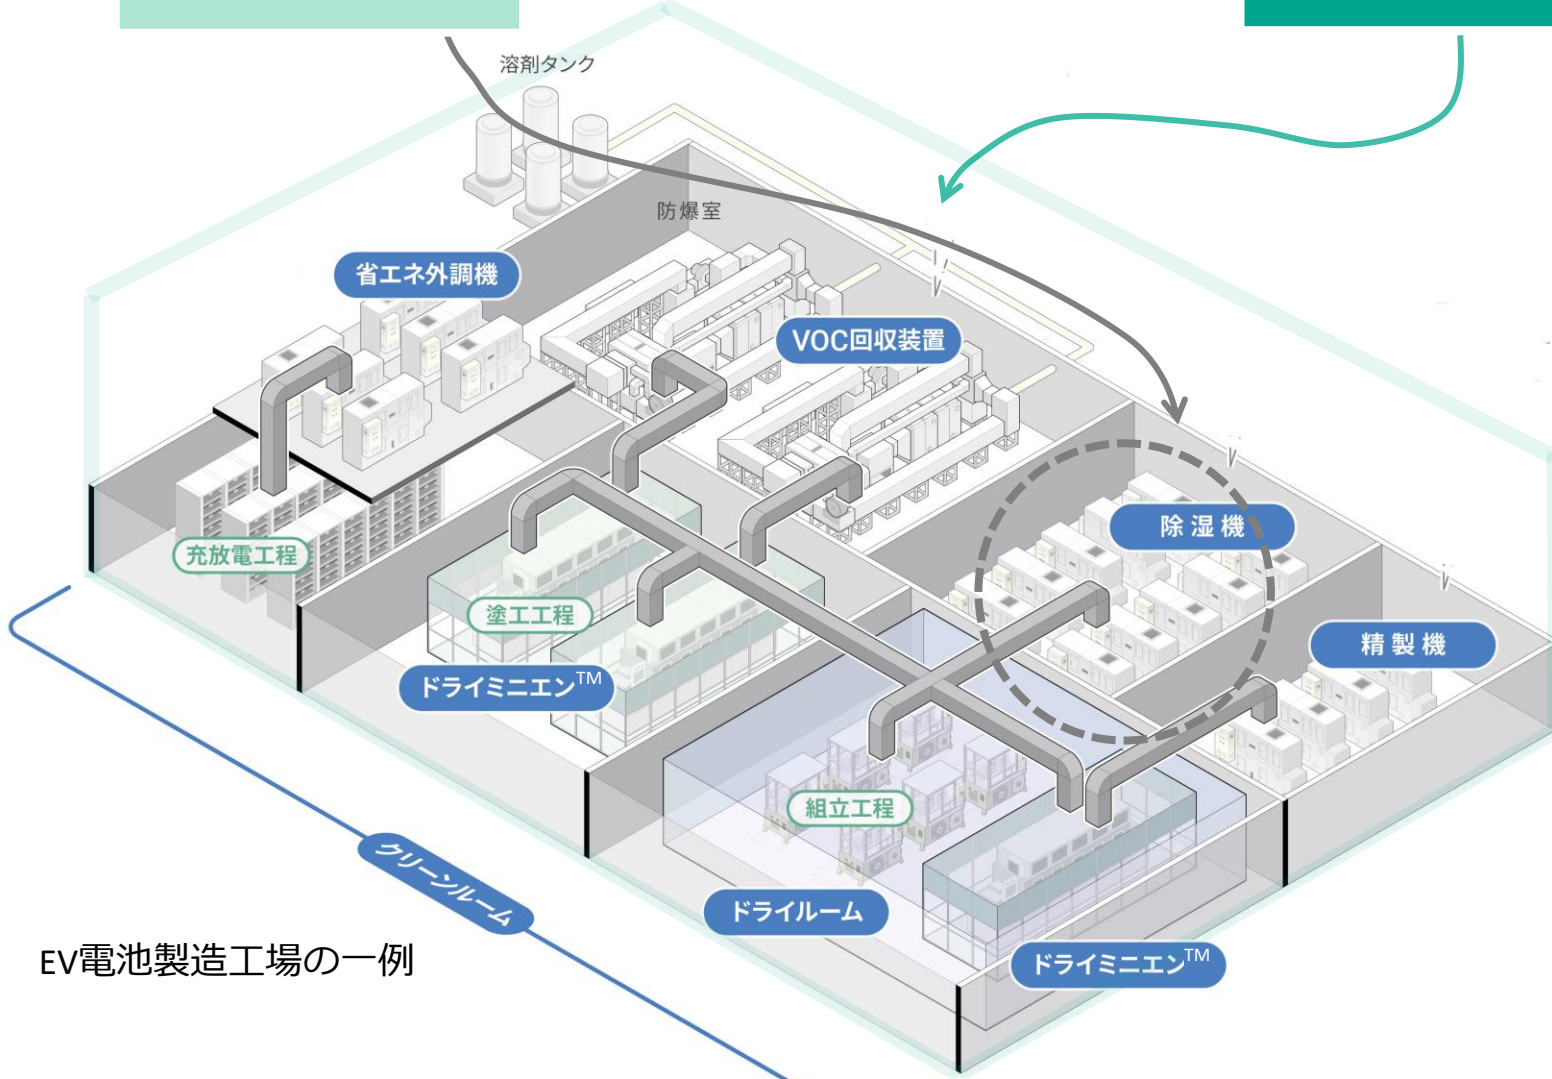 溶剤タンク
防爆室
省エネ外調機
VOC回収装置
除湿機
充放電工程
塗工工程
精製機
ドライミニエン™
組立工程
ドライルーム
クリーンルーム
ドライミニエン™
EV電池製造工場の一例